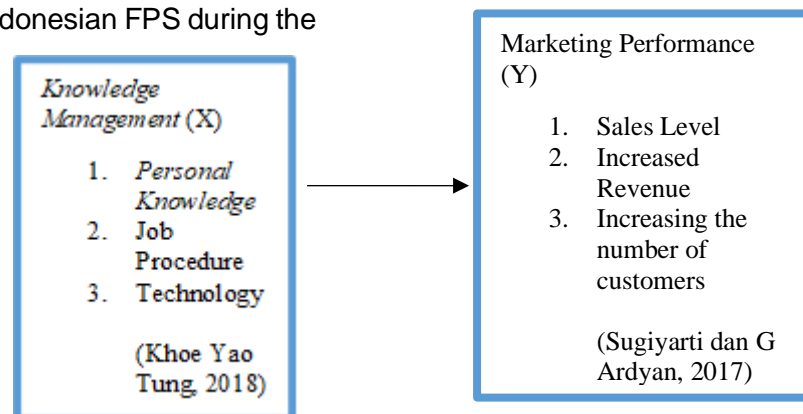 donesian FPS during the
Knowledge
Management (X)
1. Personal
Knowledge
2. Job
Procedure
3. Technology
(Khoe Yao
Tung, 2018)
Marketing Performance
(Y)
1. Sales Level
2. Increased
Revenue
3. Increasing the
number of
customers
(Sugiyarti dan G
Ardyan, 2017)